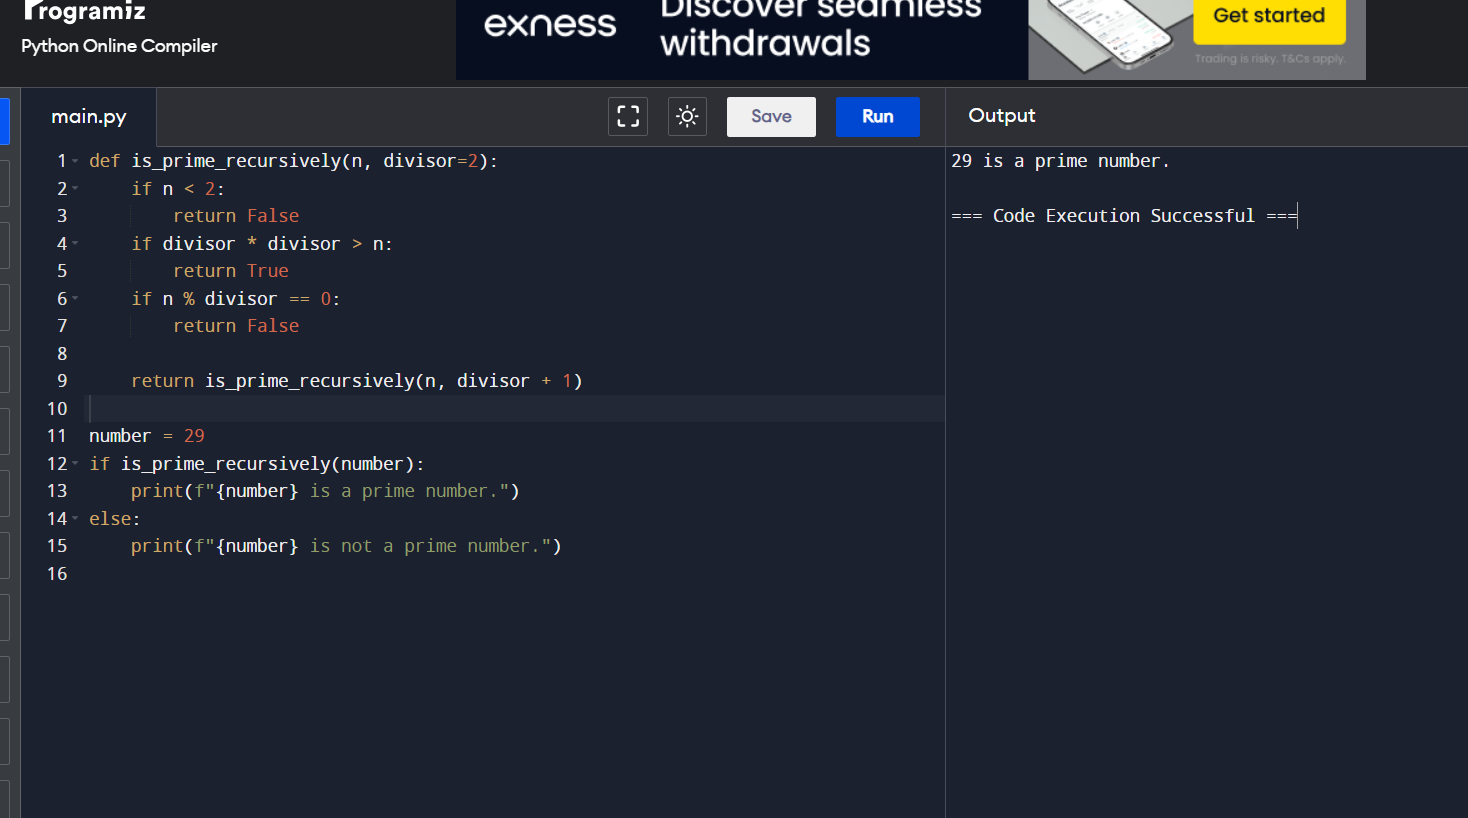 Programiz
Python Online Compiler
exness
Discover seamless
withdrawals
Get started
Trading is risky. T&Cs apply.
main.py
Save
Run
Output
1 def is_prime_recursively(n, divisor=2):
2     if n < 2:
3         return False
4     if divisor * divisor > n:
5         return True
6     if n % divisor == 0:
7         return False
8
9     return is_prime_recursively(n, divisor + 1)
10
11 number = 29
12 if is_prime_recursively(number):
13     print(f"{number} is a prime number.")
14 else:
15     print(f"{number} is not a prime number.")
16
29 is a prime number.
=== Code Execution Successful ===